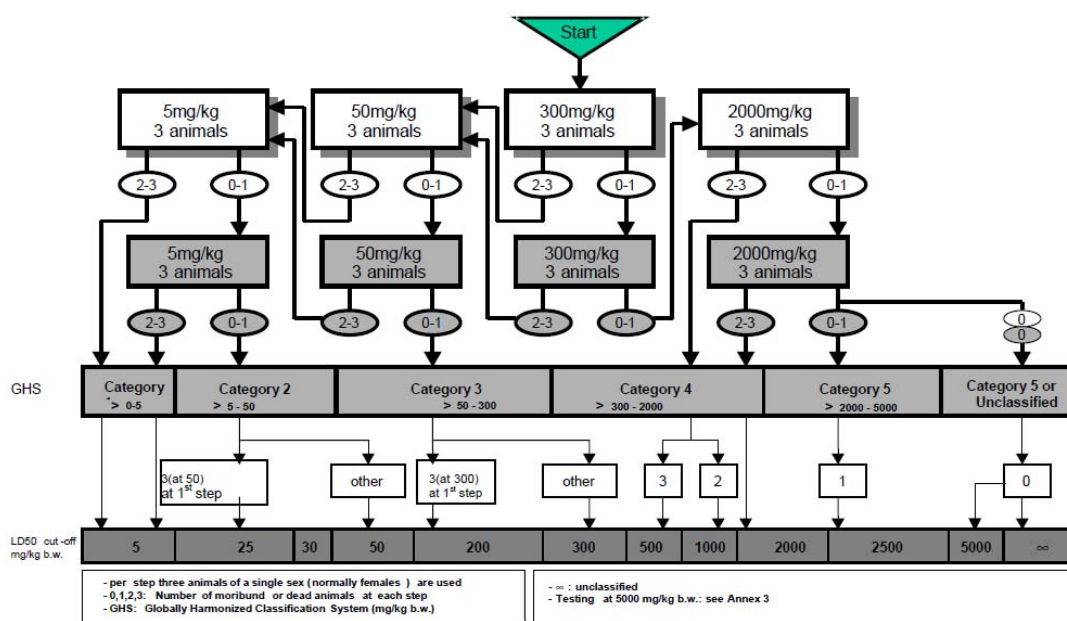 Start
5mg/kg
3 animals
50mg/kg
3 animals
300mg/kg
3 animals
2000mg/kg
3 animals
2-3
0-1
2-3
0-1
2-3
0-1
2-3
0-1
5mg/kg
3 animals
50mg/kg
3 animals
300mg/kg
3 animals
2000mg/kg
3 animals
2-3
0-1
2-3
0-1
2-3
0-1
2-3
0-1
0
0
GHS
Category
> 0-5
Category 2
> 5 - 50
Category 3
> 50 - 300
Category 4
> 300 - 2000
Category 5
> 2000 - 5000
Category 5 or
Unclassified
3(at 50)
at 1st step
other
3(at 300)
at 1st step
other
3
2
1
0
LD50 cut-off
mg/kg b.w.
5
25
30
50
200
300
500
1000
2000
2500
5000
∞
- per step three animals of a single sex (normally females ) are used
- 0,1,2,3: Number of moribund or dead animals at each step
- GHS: Globally Harmonized Classification System (mg/kg b.w.)
- ∞ : unclassified
- Testing at 5000 mg/kg b.w.: see Annex 3